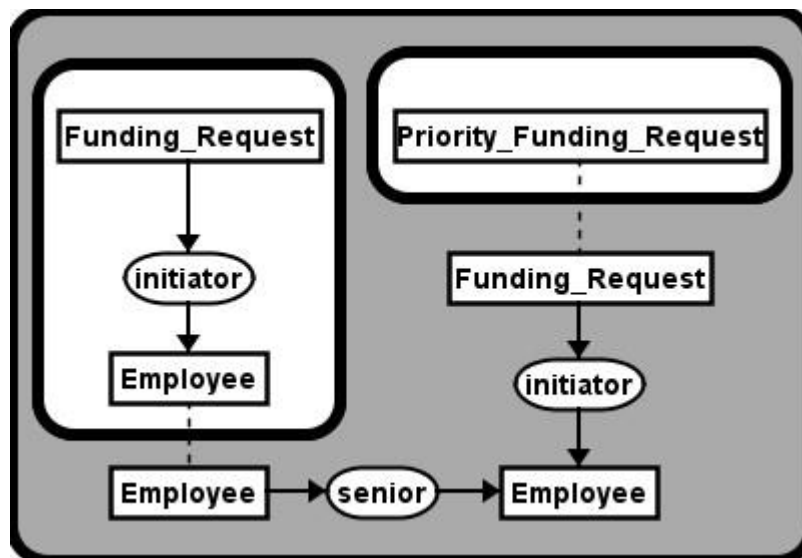 Funding_Request
Priority_Funding_Request
initiator
Funding_Request
Employee
initiator
Employee
senior
Employee